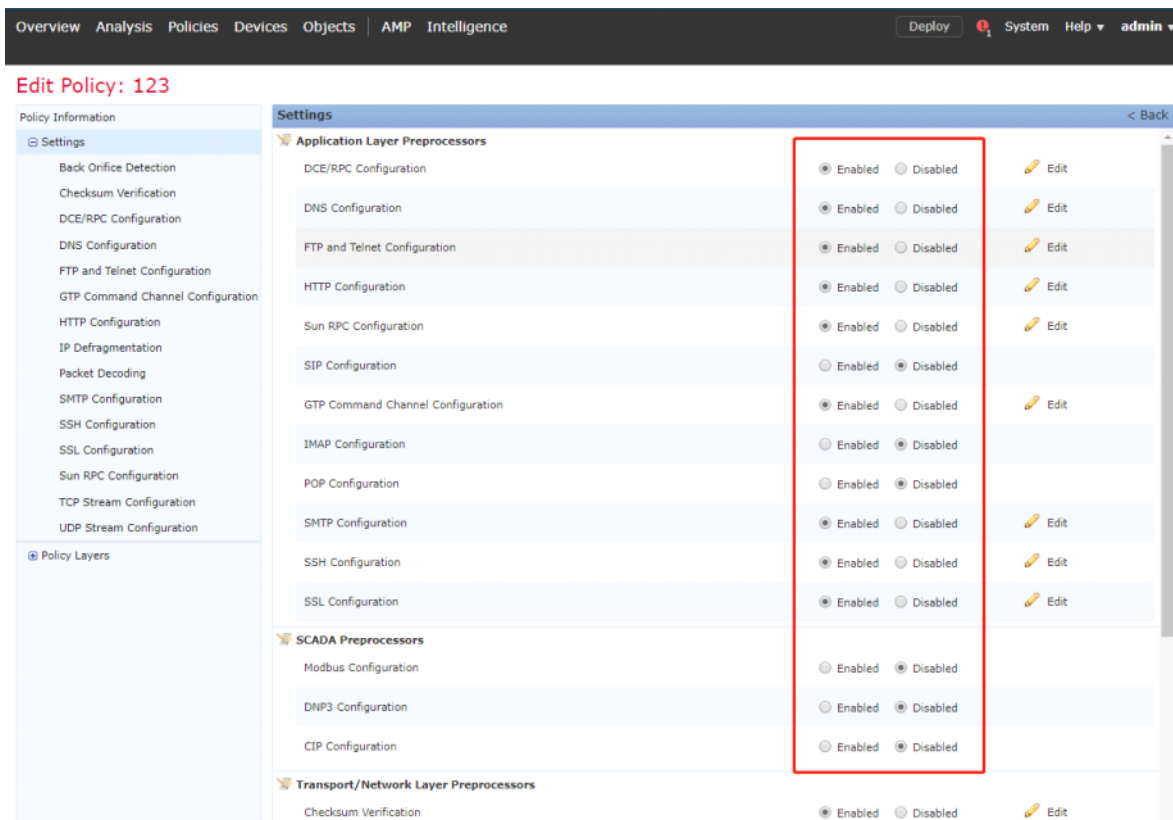 Overview Analysis Policies Devices Objects AMP Intelligence Deploy 1 System Help admin
Edit Policy: 123
Policy Information
Settings
Back Orifice Detection
Checksum Verification
DCE/RPC Configuration
DNS Configuration
FTP and Telnet Configuration
GTP Command Channel Configuration
HTTP Configuration
IP Defragmentation
Packet Decoding
SMTP Configuration
SSH Configuration
SSL Configuration
Sun RPC Configuration
TCP Stream Configuration
UDP Stream Configuration
Policy Layers
Settings < Back
Application Layer Preprocessors
DCE/RPC Configuration Enabled Disabled Edit
DNS Configuration Enabled Disabled Edit
FTP and Telnet Configuration Enabled Disabled Edit
HTTP Configuration Enabled Disabled Edit
Sun RPC Configuration Enabled Disabled Edit
SIP Configuration Enabled Disabled
GTP Command Channel Configuration Enabled Disabled Edit
IMAP Configuration Enabled Disabled
POP Configuration Enabled Disabled
SMTP Configuration Enabled Disabled Edit
SSH Configuration Enabled Disabled Edit
SSL Configuration Enabled Disabled Edit
SCADA Preprocessors
Modbus Configuration Enabled Disabled
DNP3 Configuration Enabled Disabled
CIP Configuration Enabled Disabled
Transport/Network Layer Preprocessors
Checksum Verification Enabled Disabled Edit